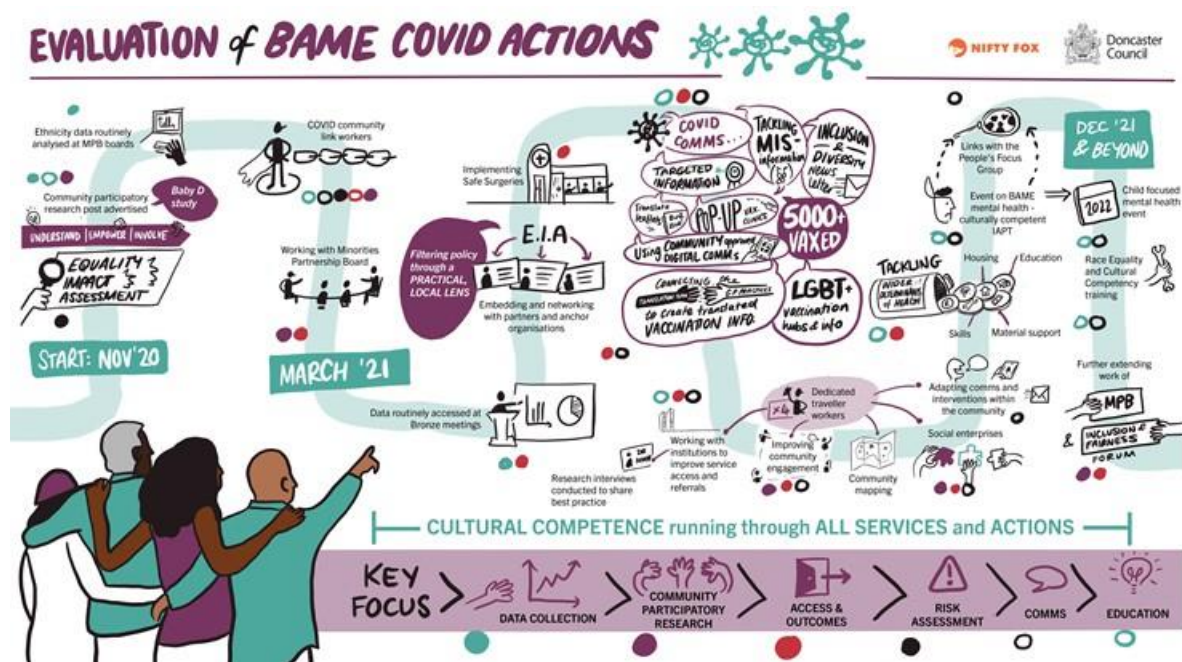 EVALUATION of BAME COVID ACTIONS
NIFTY FOX
Doncaster
Council
Ethnicity data routinely
analysed at MPB boards
Community participatory
research post advertised
Baby D
study
UNDERSTAND | EMPOWER | INVOLVE
EQUALITY
IMPACT
ASSESSMENT
START: NOV '20
COVID community
link workers
Working with Minorities
Partnership Board
MARCH '21
Implementing
Safe Surgeries
Filtering policy
through a
PRACTICAL,
LOCAL LENS
E.I.A
Embedding and networking
with partners and anchor
organisations
Data routinely accessed at
Bronze meetings
Research interviews
conducted to share
best practice
COVID
COMMS...
TACKLING
MIS-
information
INCLUSION
& DIVERSITY
NEWS
letter
TARGETED
INFORMATION
POP-UP
VAX
CLINICS
5000+
VAXED
Using COMMUNITY approved
DIGITAL COMMS
CONNECTING
to create translated
VACCINATION INFO.
LGBT+
vaccination
hubs & info
Working with
institutions to
improve service
access and
referrals
x4
Dedicated
traveller
workers
Improving
community
engagement
Community
mapping
Adapting comms and
interventions within
the community
Social enterprises
Links with the
People's Focus
Group
Event on BAME
mental health -
culturally competent
IAPT
TACKLING
WIDER
DETERMINANTS
OF HEALTH
Housing
Education
Skills
Material support
DEC '21
& BEYOND
2022
Child focused
mental health
event
Race Equality
and Cultural
Competency
training
Further extending
work of
MPB
&
INCLUSION &
FAIRNESS
FORUM
CULTURAL COMPETENCE running through ALL SERVICES and ACTIONS
KEY
FOCUS
DATA COLLECTION
COMMUNITY
PARTICIPATORY
RESEARCH
ACCESS &
OUTCOMES
RISK
ASSESSMENT
COMMS
EDUCATION